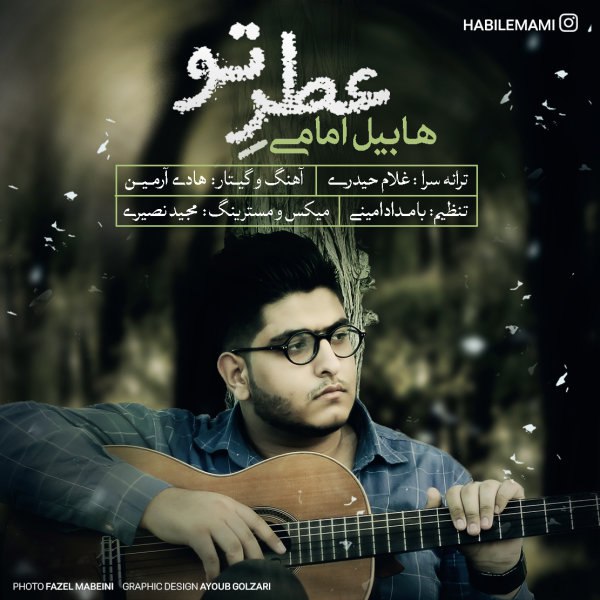 HABILEMAMI
عطرِ تو
هابیل امامی
ترانه سرا : غلام حیدری آهنگ و گیتار : هادی آرمین
تنظیم : بامداد امینی میکس و مسترینگ : مجید نصیری
PHOTO FAZEL MABEINI GRAPHIC DESIGN AYOUB GOLZARI